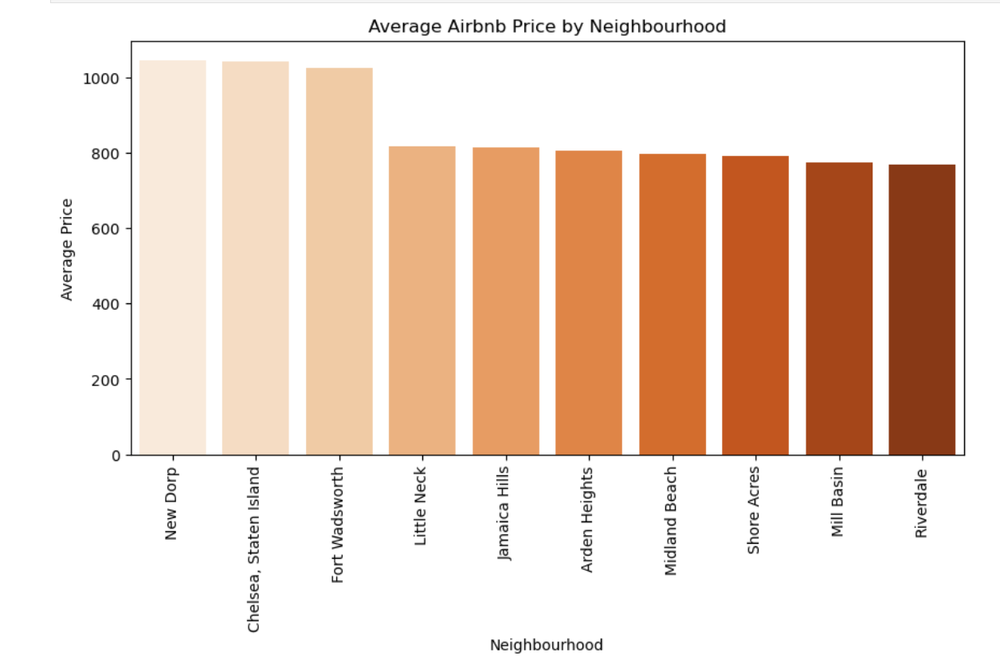 Average Airbnb Price by Neighbourhood
Average Price
1000
800
600
400
200
0
New Dorp
Chelsea, Staten Island
Fort Wadsworth
Little Neck
Jamaica Hills
Arden Heights
Midland Beach
Shore Acres
Mill Basin
Riverdale
Neighbourhood